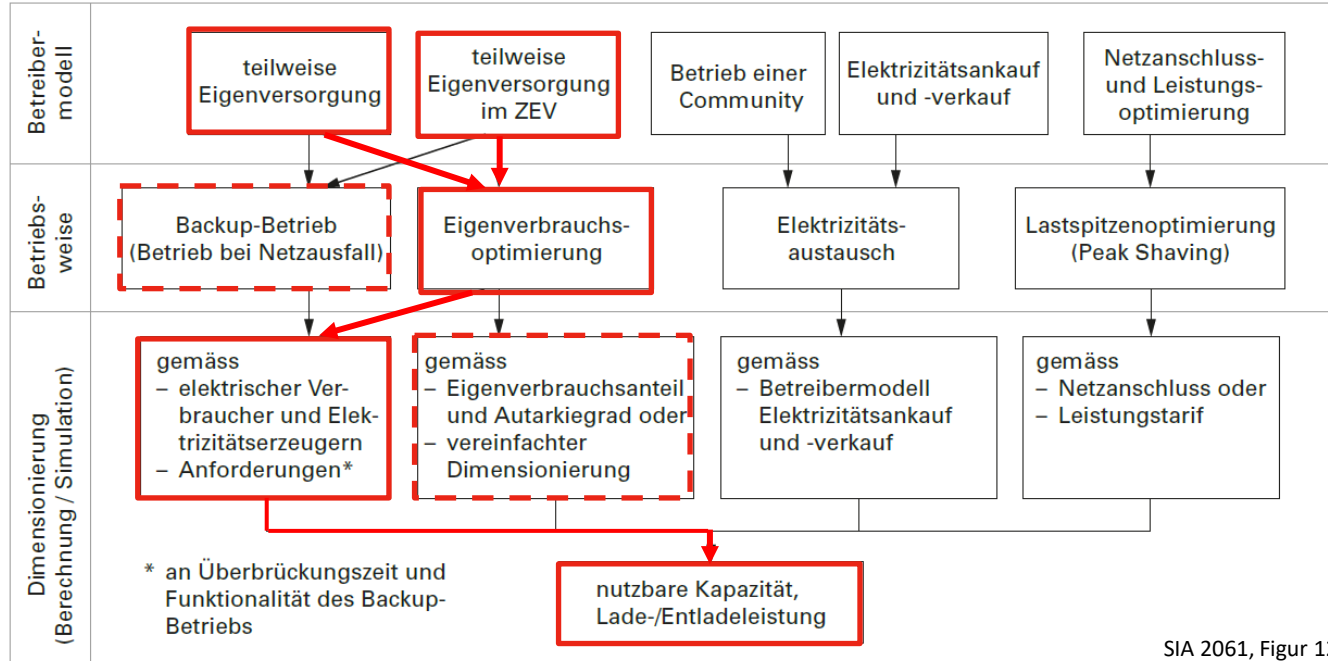 Betreiber-
modell
teilweise
Eigenversorgung
teilweise
Eigenversorgung
im ZEV
Betrieb einer
Community
Elektrizitätsankauf
und -verkauf
Netzanschluss-
und Leistungs-
optimierung
Betriebs-
weise
Backup-Betrieb
(Betrieb bei Netzausfall)
Eigenverbrauchs-
optimierung
Elektrizitäts-
austausch
Lastspitzenoptimierung
(Peak Shaving)
Dimensionierung
(Berechnung / Simulation)
gemäss
– elektrischer Ver-
braucher und Elek-
trizitätserzeugern
– Anforderungen*
gemäss
– Eigenverbrauchsanteil
und Autarkiegrad oder
– vereinfachter
Dimensionierung
gemäss
– Betreibermodell
Elektrizitätsankauf
und -verkauf
gemäss
– Netzanschluss oder
– Leistungstarif
* an Überbrückungszeit und
Funktionalität des Backup-
Betriebs
nutzbare Kapazität,
Lade-/Entladeleistung
SIA 2061, Figur